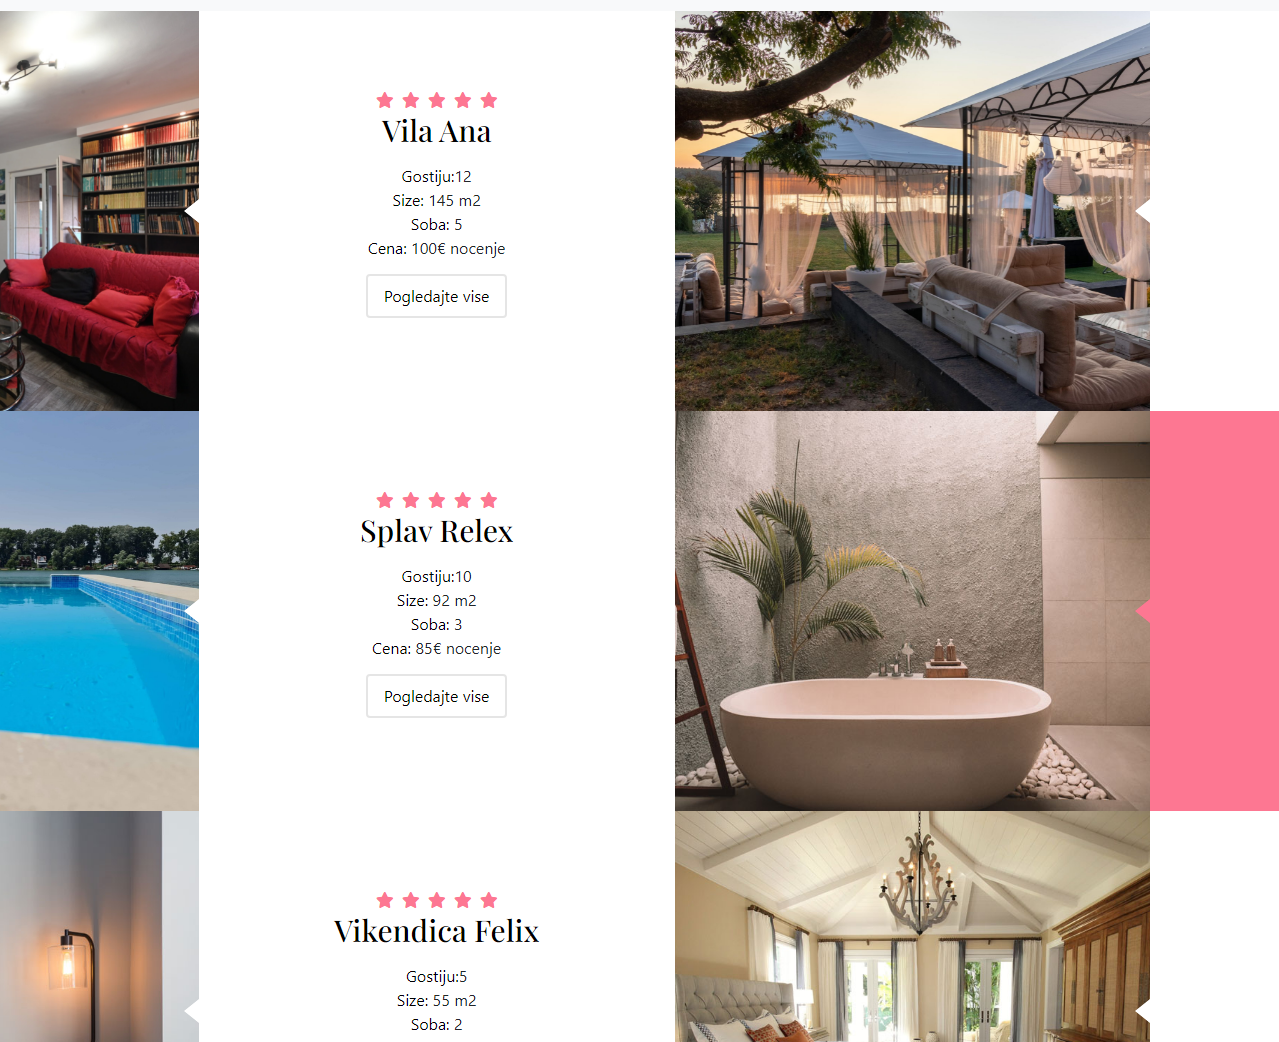 Vila Ana
Gostiju:12
Size: 145 m2
Soba: 5
Cena: 100€ nocenje
Pogledajte vise
Splav Relex
Gostiju:10
Size: 92 m2
Soba: 3
Cena: 85€ nocenje
Pogledajte vise
Vikendica Felix
Gostiju:5
Size: 55 m2
Soba: 2